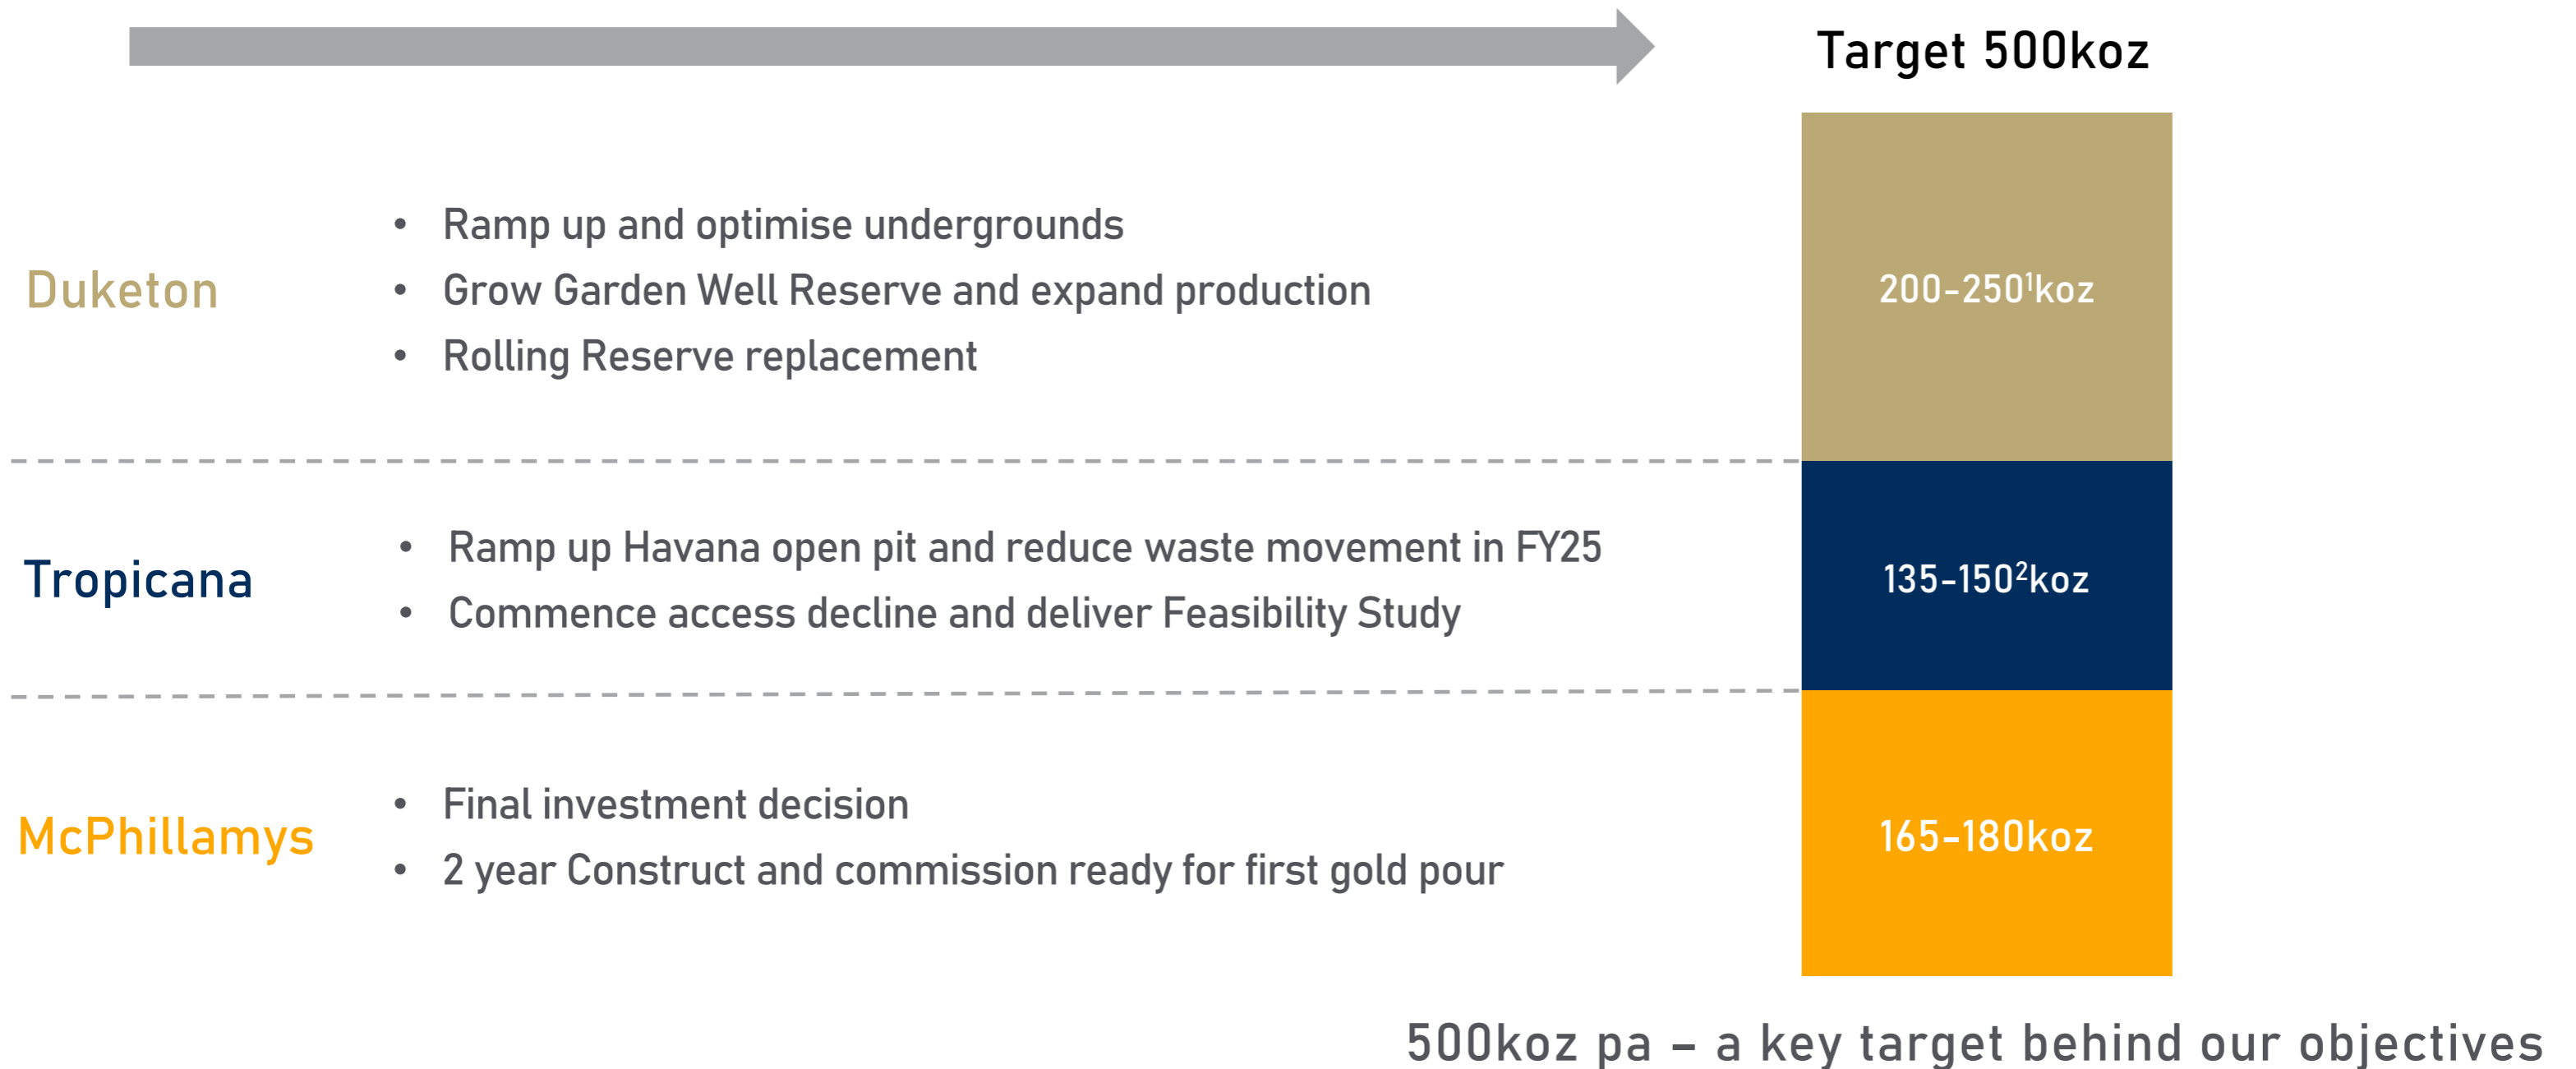 Target 500koz
Duketon
• Ramp up and optimise undergrounds
• Grow Garden Well Reserve and expand production
• Rolling Reserve replacement
200-250¹koz
Tropicana
• Ramp up Havana open pit and reduce waste movement in FY25
• Commence access decline and deliver Feasibility Study
135-150²koz
McPhillamys
• Final investment decision
• 2 year Construct and commission ready for first gold pour
165-180koz
500koz pa – a key target behind our objectives